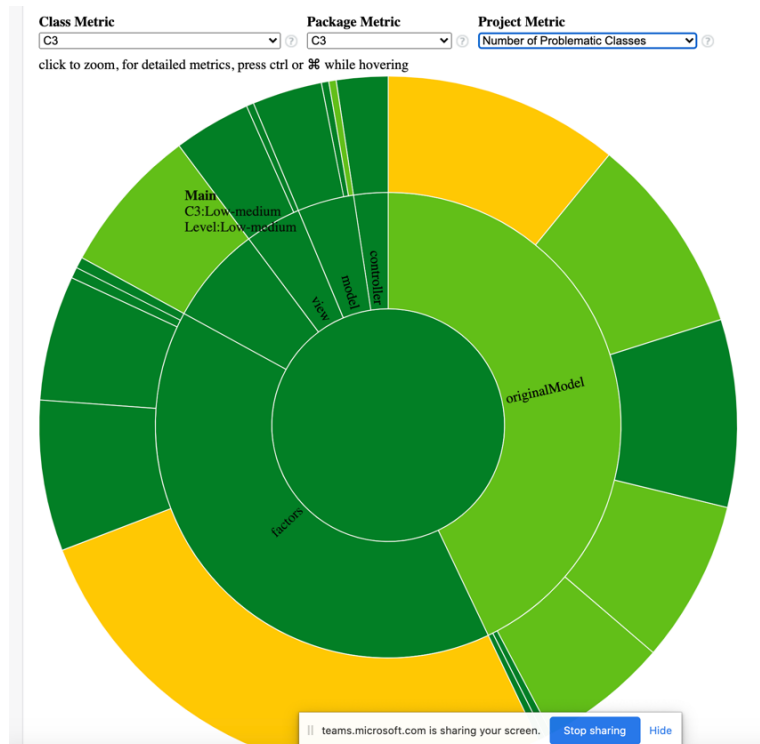 Class Metric Package Metric Project Metric
C3 ? C3 ? Number of Problematic Classes ?
click to zoom, for detailed metrics, press ctrl or ⌘ while hovering
Main
C3:Low-medium
Level:Low-medium
view
model
controller
originalModel
factors
teams.microsoft.com is sharing your screen. Stop sharing Hide